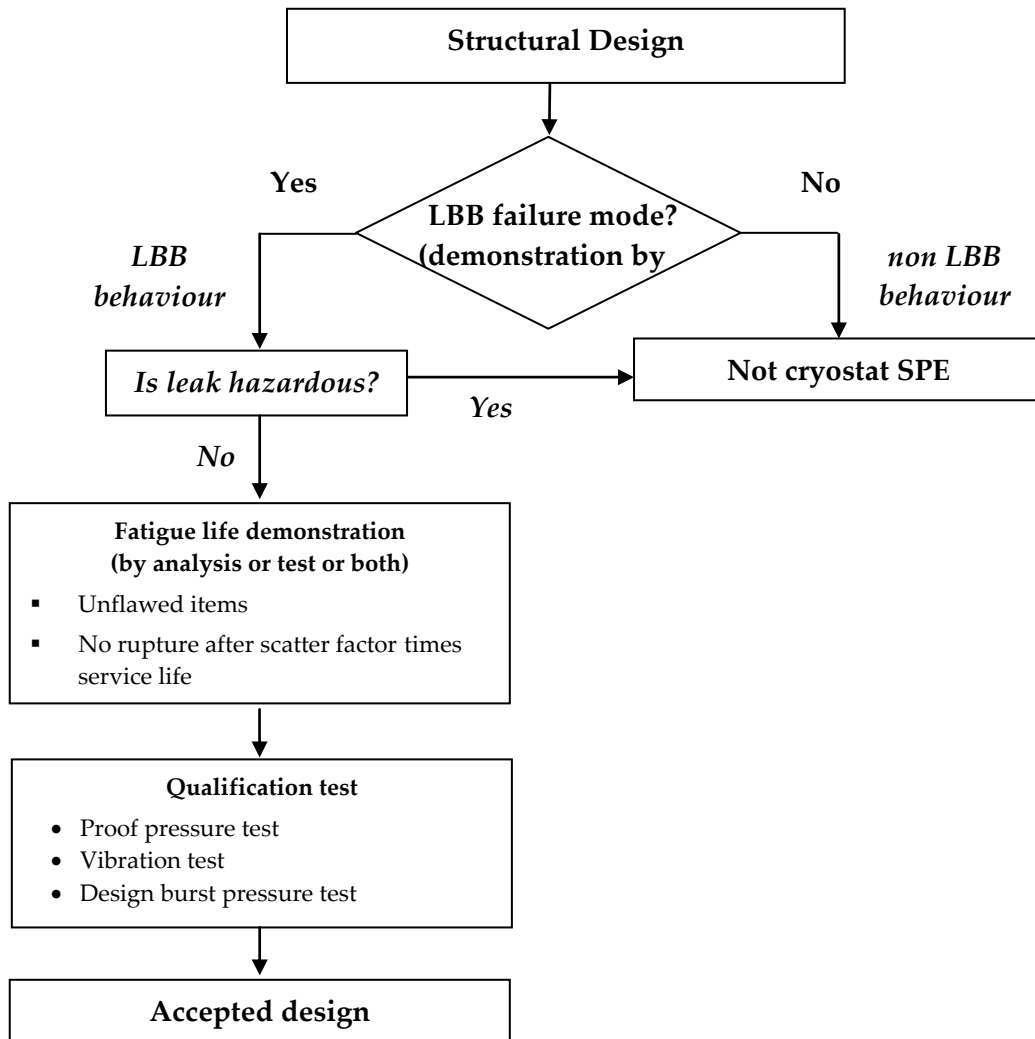 Structural Design
Yes
No
LBB failure mode?
(demonstration by
LBB
behaviour
non LBB
behaviour
Is leak hazardous?
Yes
Not cryostat SPE
No
Fatigue life demonstration
(by analysis or test or both)
▪ Unflawed items
▪ No rupture after scatter factor times
service life
Qualification test
• Proof pressure test
• Vibration test
• Design burst pressure test
Accepted design